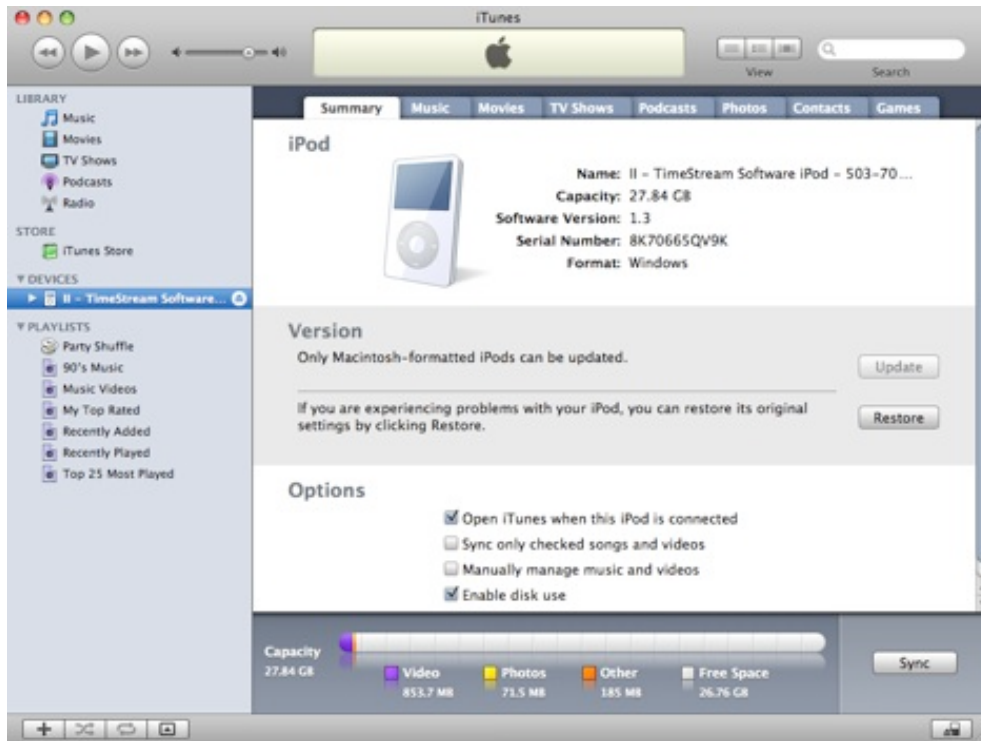 iTunes
View
Search
LIBRARY
Music
Movies
TV Shows
Podcasts
Radio
STORE
iTunes Store
DEVICES
II - TimeStream Software...
PLAYLISTS
Party Shuffle
90's Music
Music Videos
My Top Rated
Recently Added
Recently Played
Top 25 Most Played
Summary Music Movies TV Shows Podcasts Photos Contacts Games
iPod
Name: II - TimeStream Software iPod - 503-70...
Capacity: 27.84 GB
Software Version: 1.3
Serial Number: 8K70665QV9K
Format: Windows
Version
Only Macintosh-formatted iPods can be updated.
Update
If you are experiencing problems with your iPod, you can restore its original
settings by clicking Restore.
Restore
Options
Open iTunes when this iPod is connected
Sync only checked songs and videos
Manually manage music and videos
Enable disk use
Capacity
27.84 GB
Video Photos Other Free Space
853.7 MB 71.5 MB 185 MB 26.76 GB
Sync